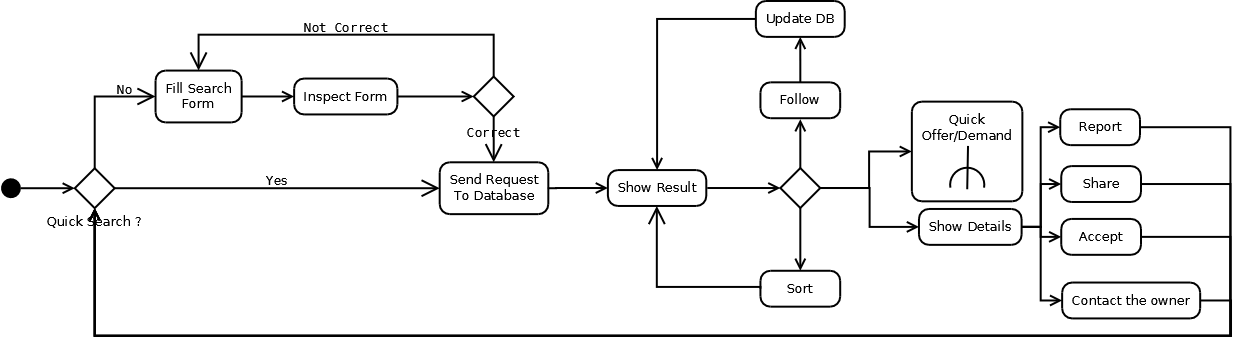 Not Correct
Update DB
No
Fill Search
Form
Inspect Form
Follow
Correct
Quick
Offer/Demand
Report
Yes
Send Request
To Database
Show Result
Share
Quick Search ?
Show Details
Accept
Sort
Contact the owner